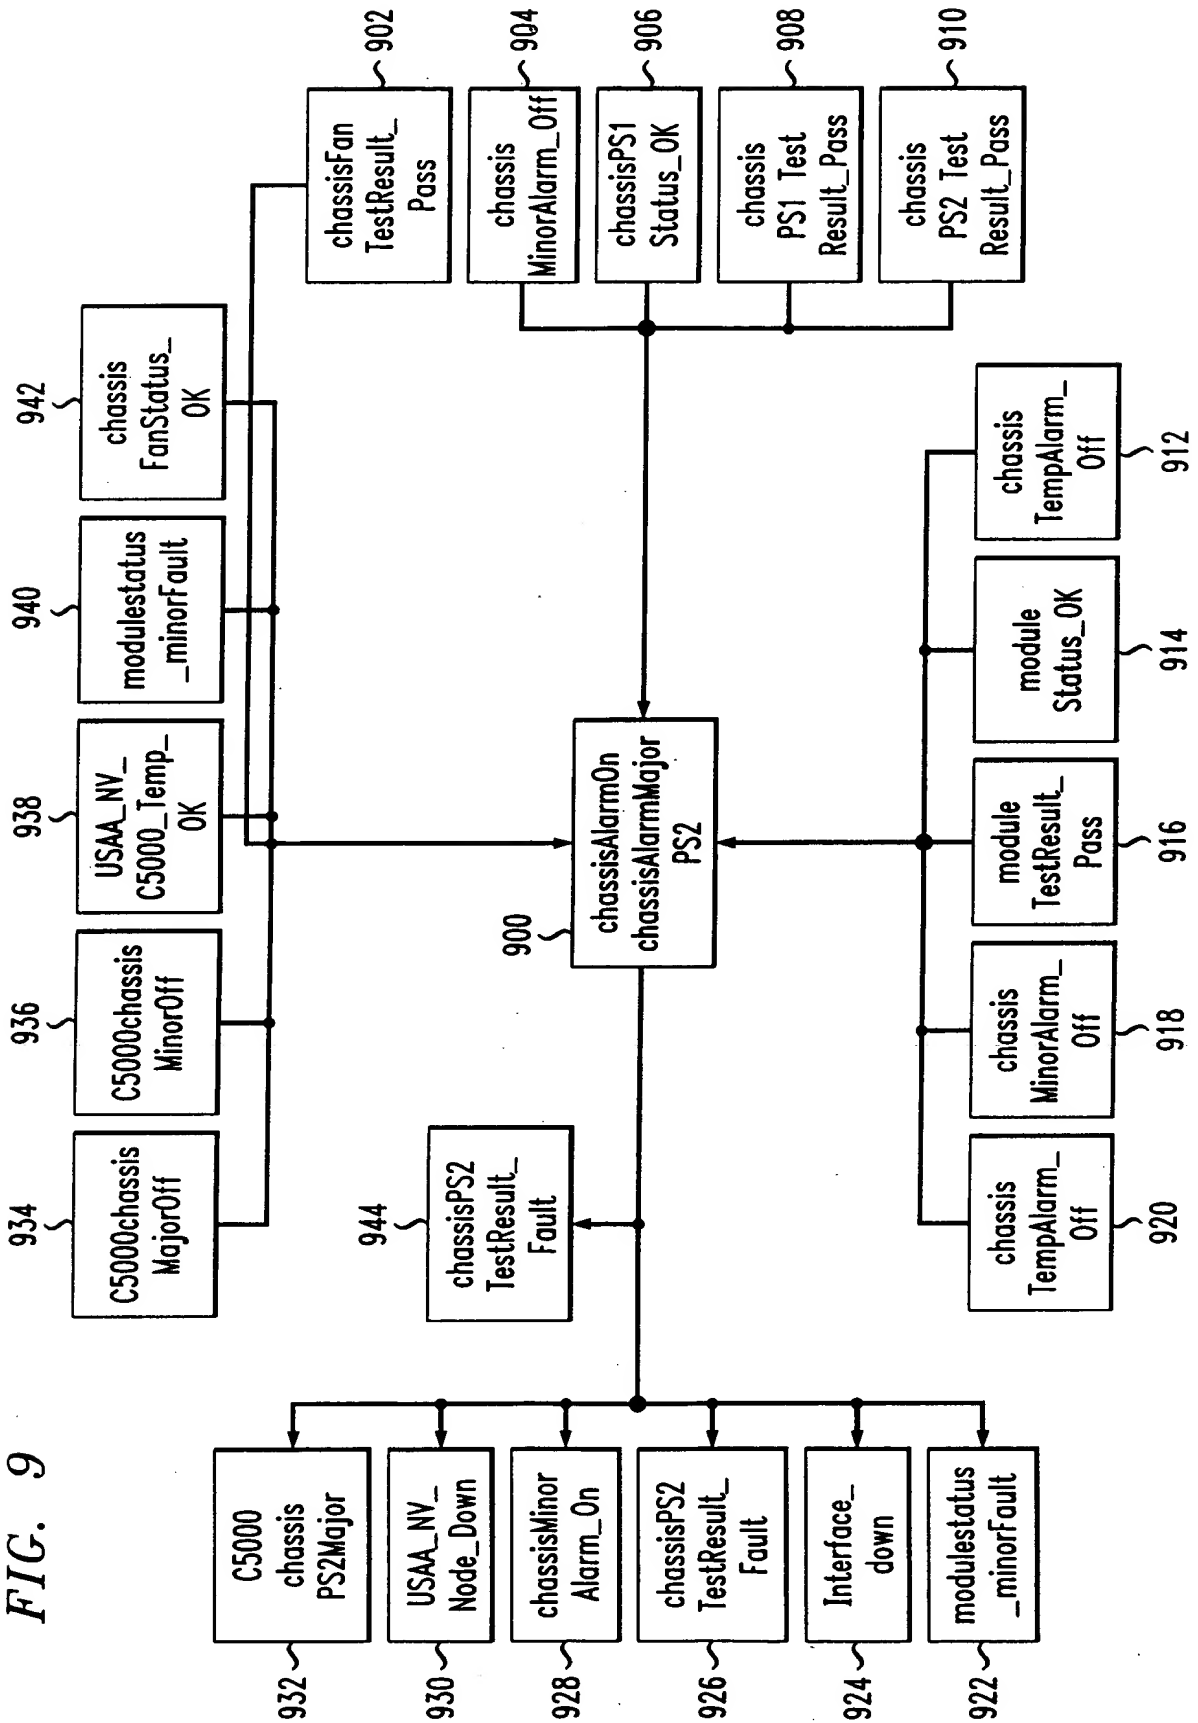 FIG. 9
902
chassisFan
TestResult_
Pass
904
chassis
MinorAlarm_Off
906
chassisPS1
Status_OK
908
chassis
PS1 Test
Result_Pass
910
chassis
PS2 Test
Result_Pass
942
chassis
FanStatus_
OK
940
modulestatus
_minorFault
938
USAA_NV_
C5000_Temp_
OK
936
C5000chassis
MinorOff
934
C5000chassis
MajorOff
900
chassisAlarmOn
chassisAlarmMajor
PS2
944
chassisPS2
TestResult_
Fault
912
chassis
TempAlarm_
Off
914
module
Status_OK
916
module
TestResult_
Pass
918
chassis
MinorAlarm_
Off
920
chassis
TempAlarm_
Off
932
C5000
chassis
PS2Major
930
USAA_NV_
Node_Down
928
chassisMinor
Alarm_On
926
chassisPS2
TestResult_
Fault
924
Interface_
down
922
modulestatus
_minorFault